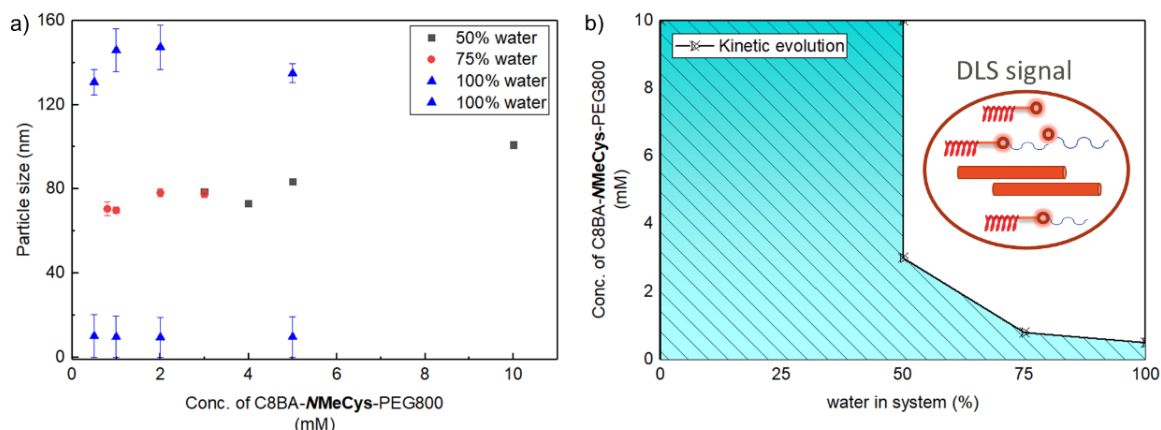 a)
160
120
80
40
0
Particle size (nm)
50% water
75% water
100% water
100% water
0
2
4
6
8
10
Conc. of C8BA-NMeCys-PEG800
(mM)
b)
10
8
6
4
2
0
Conc. of C8BA-NMeCys-PEG800
(mM)
Kinetic evolution
DLS signal
0
25
50
75
100
water in system (%)